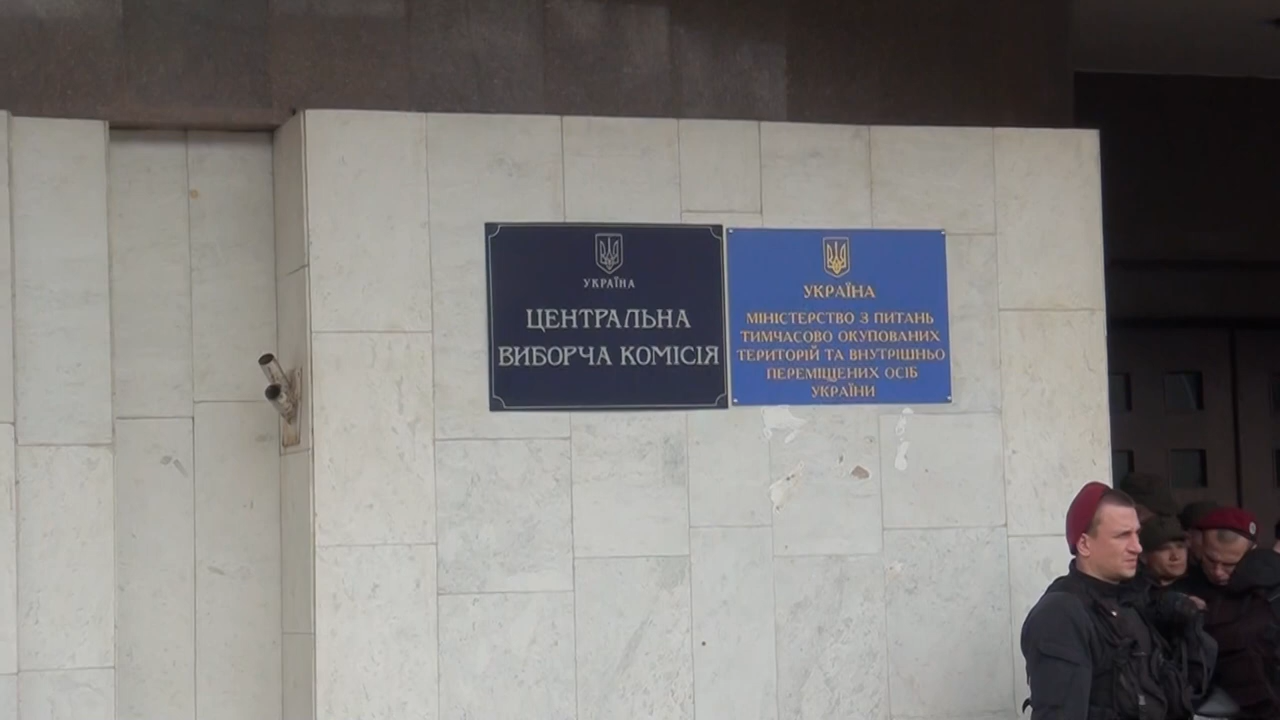 УКРАЇНА
ЦЕНТРАЛЬНА
ВИБОРЧА КОМІСІЯ
УКРАЇНА
МІНІСТЕРСТВО З ПИТАНЬ
ТИМЧАСОВО ОКУПОВАНИХ
ТЕРИТОРІЙ ТА ВНУТРІШНЬО
ПЕРЕМІЩЕНИХ ОСІБ
УКРАЇНИ